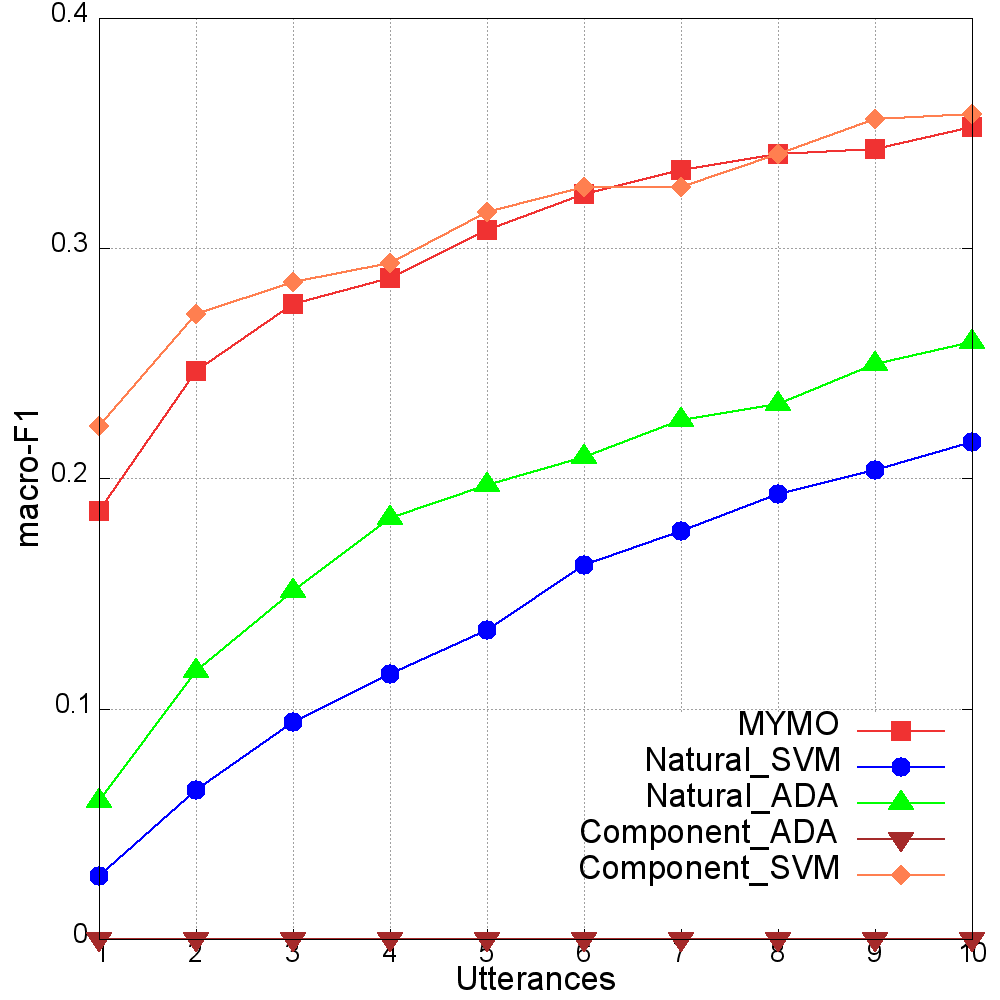 0.4
0.3
0.2
0.1
0
macro-F1
MYMO
Natural_SVM
Natural_ADA
Component_ADA
Component_SVM
1 2 3 4 5 6 7 8 9 10
Utterances